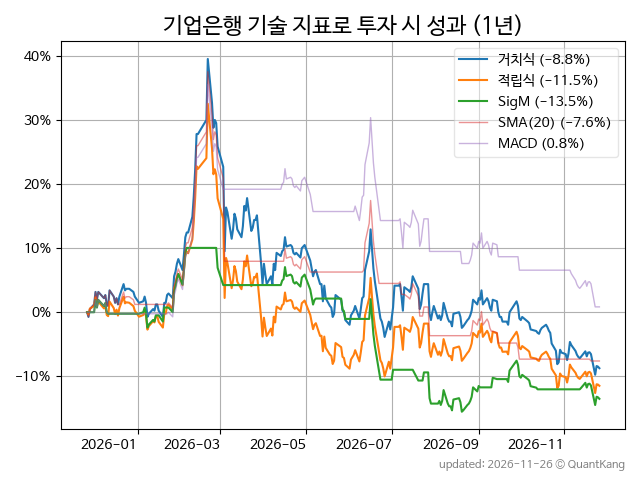 기업은행 기술 지표로 투자 시 성과 (1년)
40%
30%
20%
10%
0%
−10%
거치식 (−8.8%)
적립식 (−11.5%)
SigM (−13.5%)
SMA(20) (−7.6%)
MACD (0.8%)
2026−01
2026−03
2026−05
2026−07
2026−09
2026−11
updated: 2026−11−26 ⓒ QuantKang